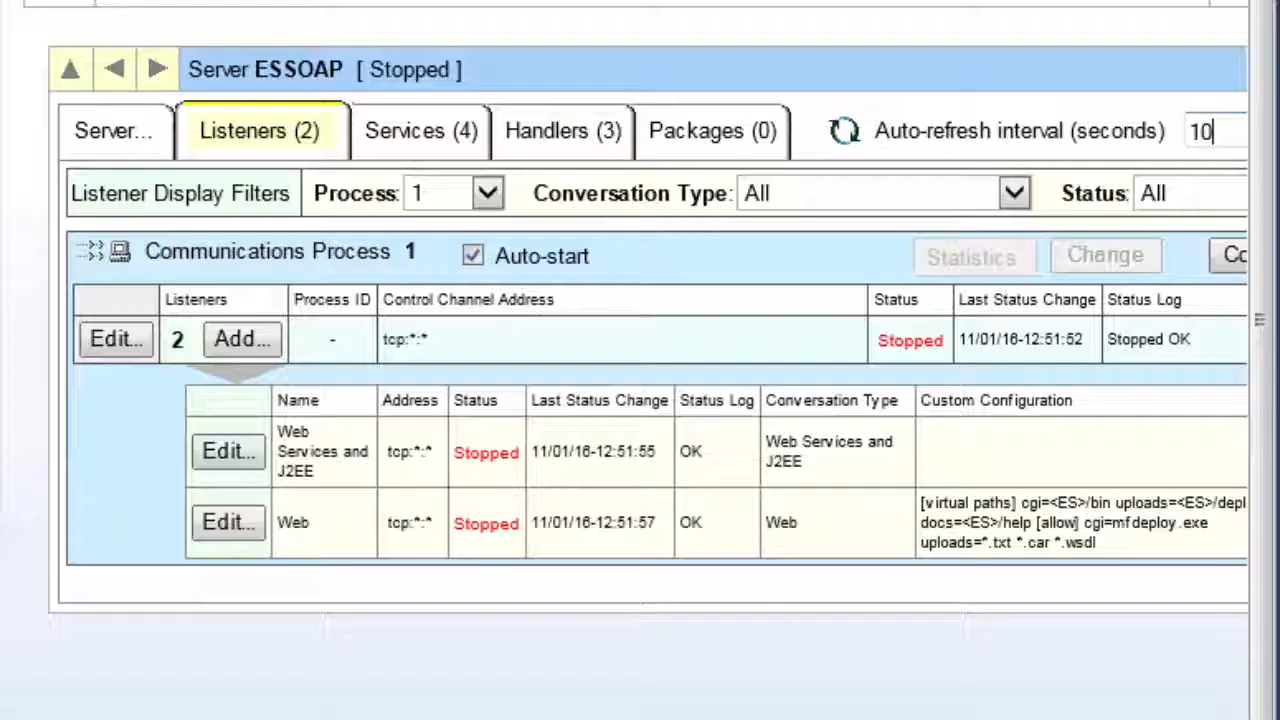 Server ESSOAP [ Stopped ]
Server... Listeners (2) Services (4) Handlers (3) Packages (0) Auto-refresh interval (seconds) 10
Listener Display Filters Process: 1 Conversation Type: All Status: All
Communications Process 1 Auto-start Statistics Change
Listeners Process ID Control Channel Address Status Last Status Change Status Log
Edit... 2 Add... - tcp:*:* Stopped 11/01/16-12:51:52 Stopped OK
Name Address Status Last Status Change Status Log Conversation Type Custom Configuration
Edit... Web Services and J2EE tcp:*:* Stopped 11/01/16-12:51:55 OK Web Services and J2EE
Edit... Web tcp:*:* Stopped 11/01/16-12:51:57 OK Web [virtual paths] cgi=<ES>/bin uploads=<ES>/depl
docs=<ES>/help [allow] cgi=mfdeploy.exe
uploads=*.txt *.car *.wsdl